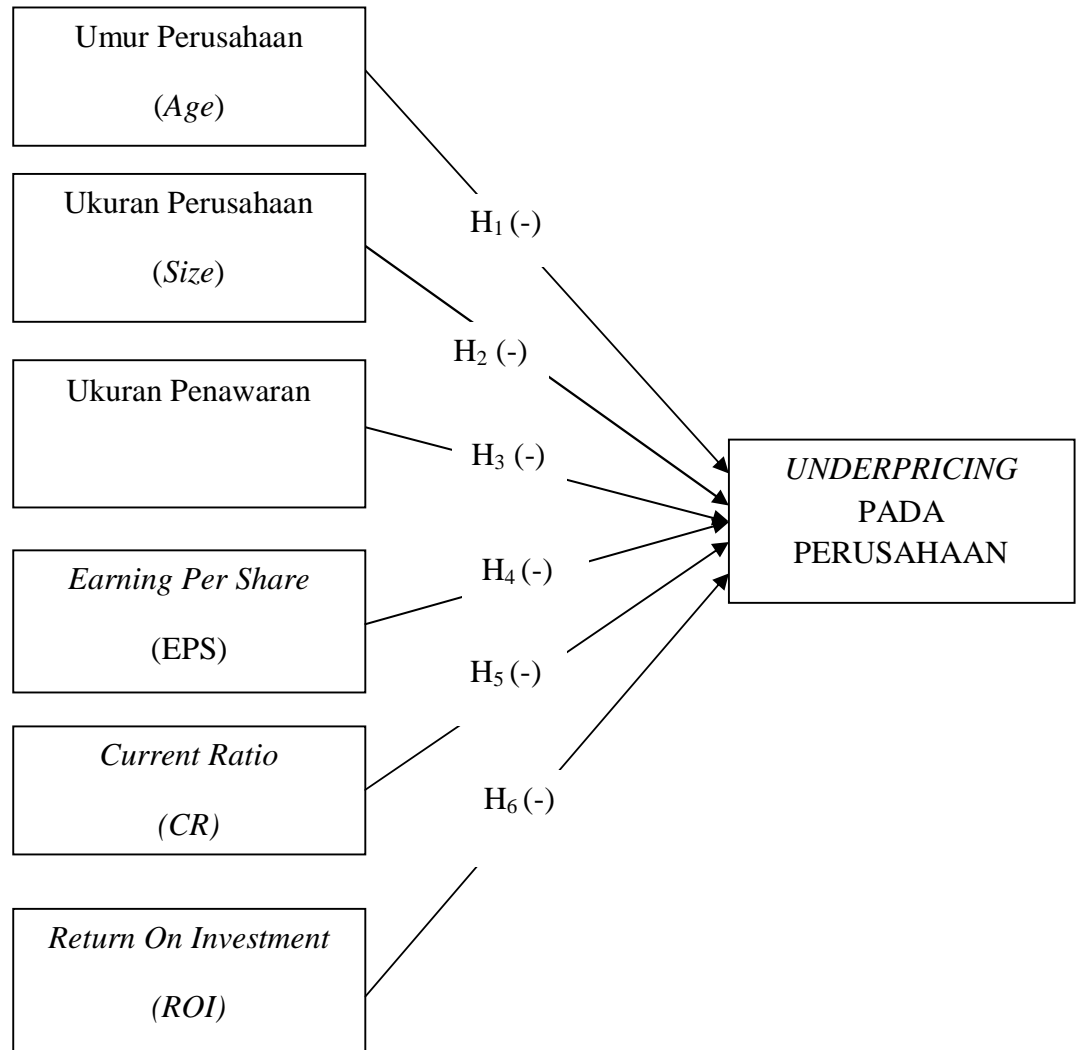 Umur Perusahaan
(Age)
H₁ (-)
Ukuran Perusahaan
(Size)
H₂ (-)
Ukuran Penawaran
H₃ (-)
UNDERPRICING
PADA
PERUSAHAAN
Earning Per Share
(EPS)
H₄ (-)
H₅ (-)
Current Ratio
(CR)
H₆ (-)
Return On Investment
(ROI)